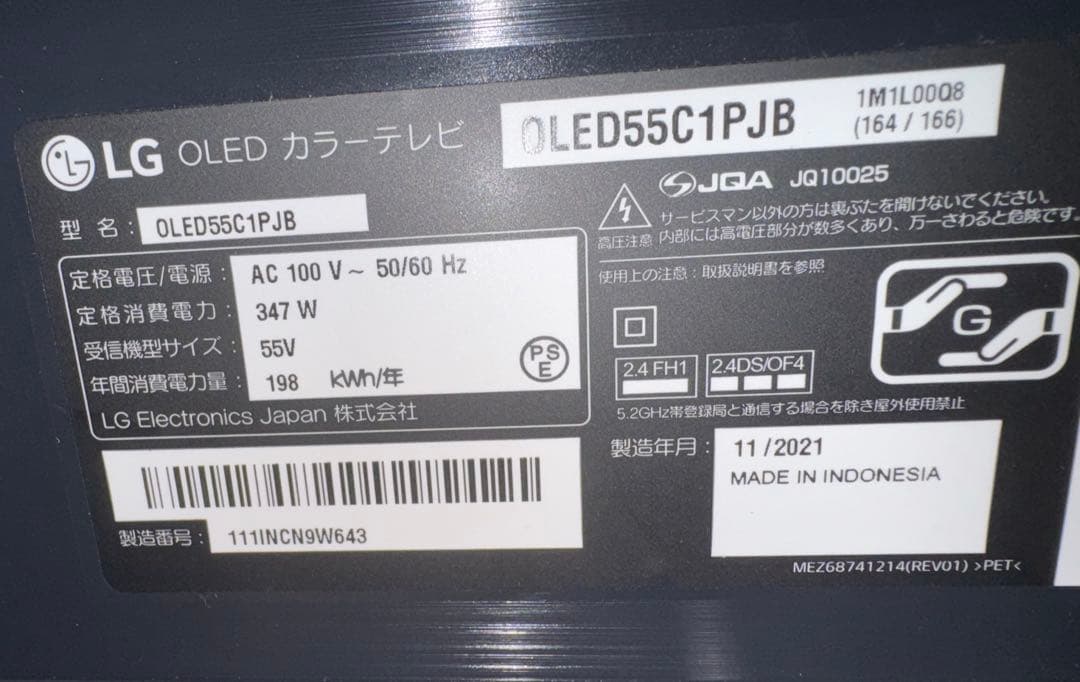 LG OLED カラーテレビ
OLED55C1PJB
1M1L00Q8
(164 / 166)
型 名 : OLED55C1PJB
定格電圧/電源 : AC 100 V ~ 50/60 Hz
定格消費電力 : 347 W
受信機型サイズ : 55V
年間消費電力量 : 198 kWh/年
PSE
LG Electronics Japan 株式会社
製造番号 : 111INCN9W643
JQA JQ10025
高圧注意
サービスマン以外の方は裏ぶたを開けないでください。
内部には高電圧部分が数多くあり、万一さわると危険です。
使用上の注意 : 取扱説明書を参照
G
2.4 FH1
2.4DS/OF4
5.2GHz帯登録局と通信する場合を除き屋外使用禁止
製造年月 : 11 / 2021
MADE IN INDONESIA
MEZ68741214(REV01) >PET<